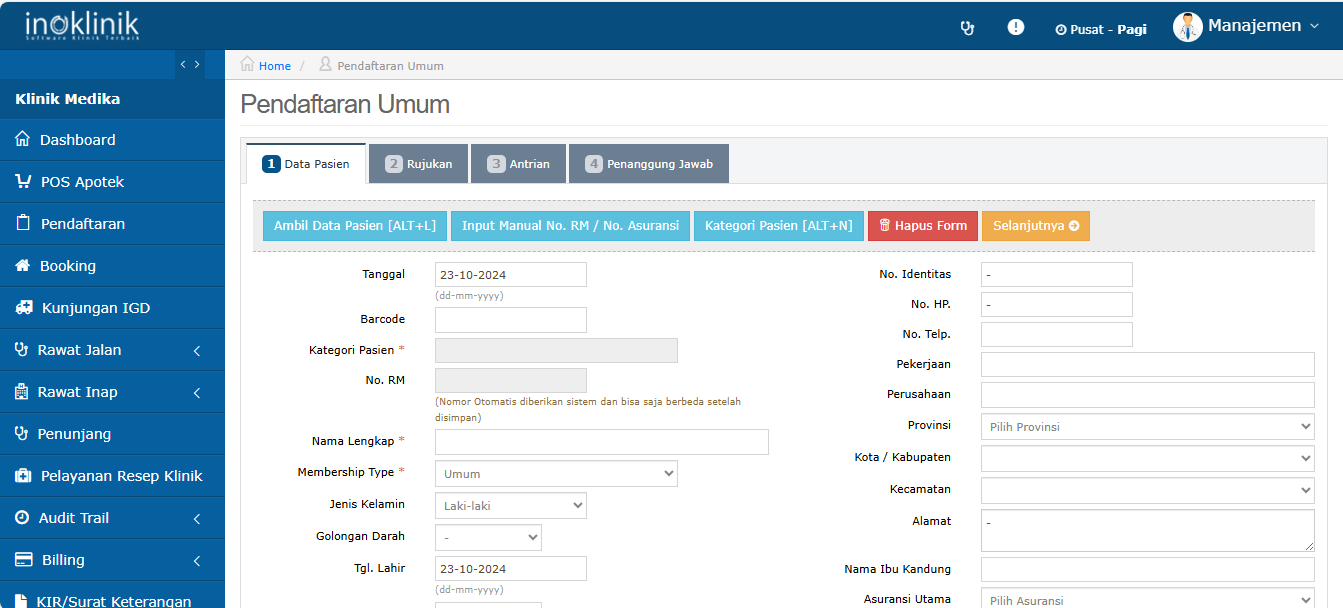 inoklinik
Software Klinik Terbaik
Pusat - Pagi
Manajemen
Home / Pendaftaran Umum
Klinik Medika
Dashboard
POS Apotek
Pendaftaran
Booking
Kunjungan IGD
Rawat Jalan
Rawat Inap
Penunjang
Pelayanan Resep Klinik
Audit Trail
Billing
KIR/Surat Keterangan
Pendaftaran Umum
1 Data Pasien
2 Rujukan
3 Antrian
4 Penanggung Jawab
Ambil Data Pasien [ALT+L]
Input Manual No. RM / No. Asuransi
Kategori Pasien [ALT+N]
Hapus Form
Selanjutnya
Tanggal
23-10-2024
(dd-mm-yyyy)
Barcode
Kategori Pasien *
No. RM
(Nomor Otomatis diberikan sistem dan bisa saja berbeda setelah
disimpan)
Nama Lengkap *
Membership Type *
Umum
Jenis Kelamin
Laki-laki
Golongan Darah
-
Tgl. Lahir
23-10-2024
(dd-mm-yyyy)
No. Identitas
-
No. HP.
-
No. Telp.
Pekerjaan
Perusahaan
Provinsi
Pilih Provinsi
Kota / Kabupaten
Kecamatan
Alamat
-
Nama Ibu Kandung
Asuransi Utama
Pilih Asuransi